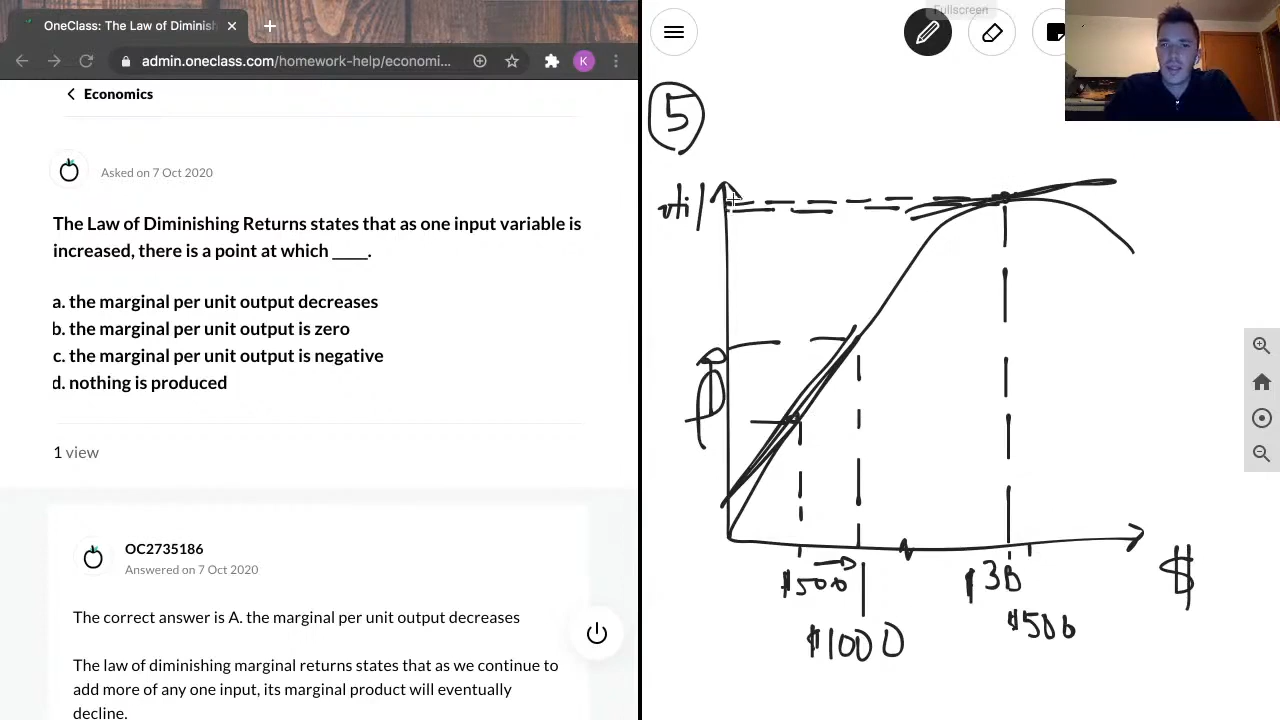 OneClass: The Law of Diminish
admin.oneclass.com/homework-help/economi...
K
Economics
Asked on 7 Oct 2020
The Law of Diminishing Returns states that as one input variable is
increased, there is a point at which ____.
a. the marginal per unit output decreases
b. the marginal per unit output is zero
c. the marginal per unit output is negative
d. nothing is produced
1 view
OC2735186
Answered on 7 Oct 2020
The correct answer is A. the marginal per unit output decreases
The law of diminishing marginal returns states that as we continue to
add more of any one input, its marginal product will eventually
decline.
Fullscreen
5
util
$500
$3B
$
$1000
$500